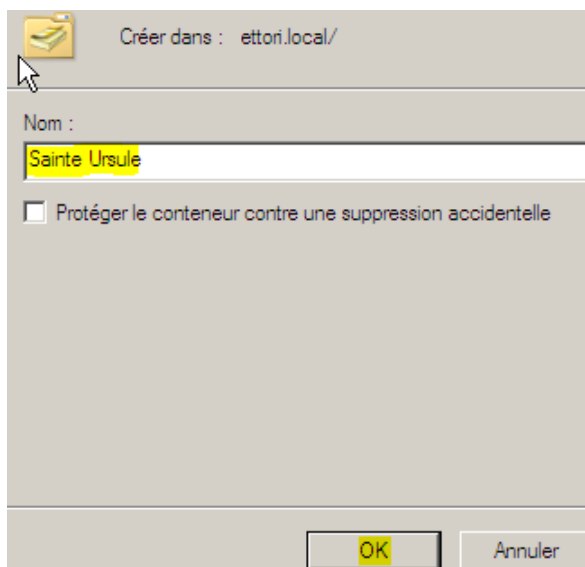 Créer dans : ettori.local/
Nom :
Sainte Ursule
Protéger le conteneur contre une suppression accidentelle
OK Annuler